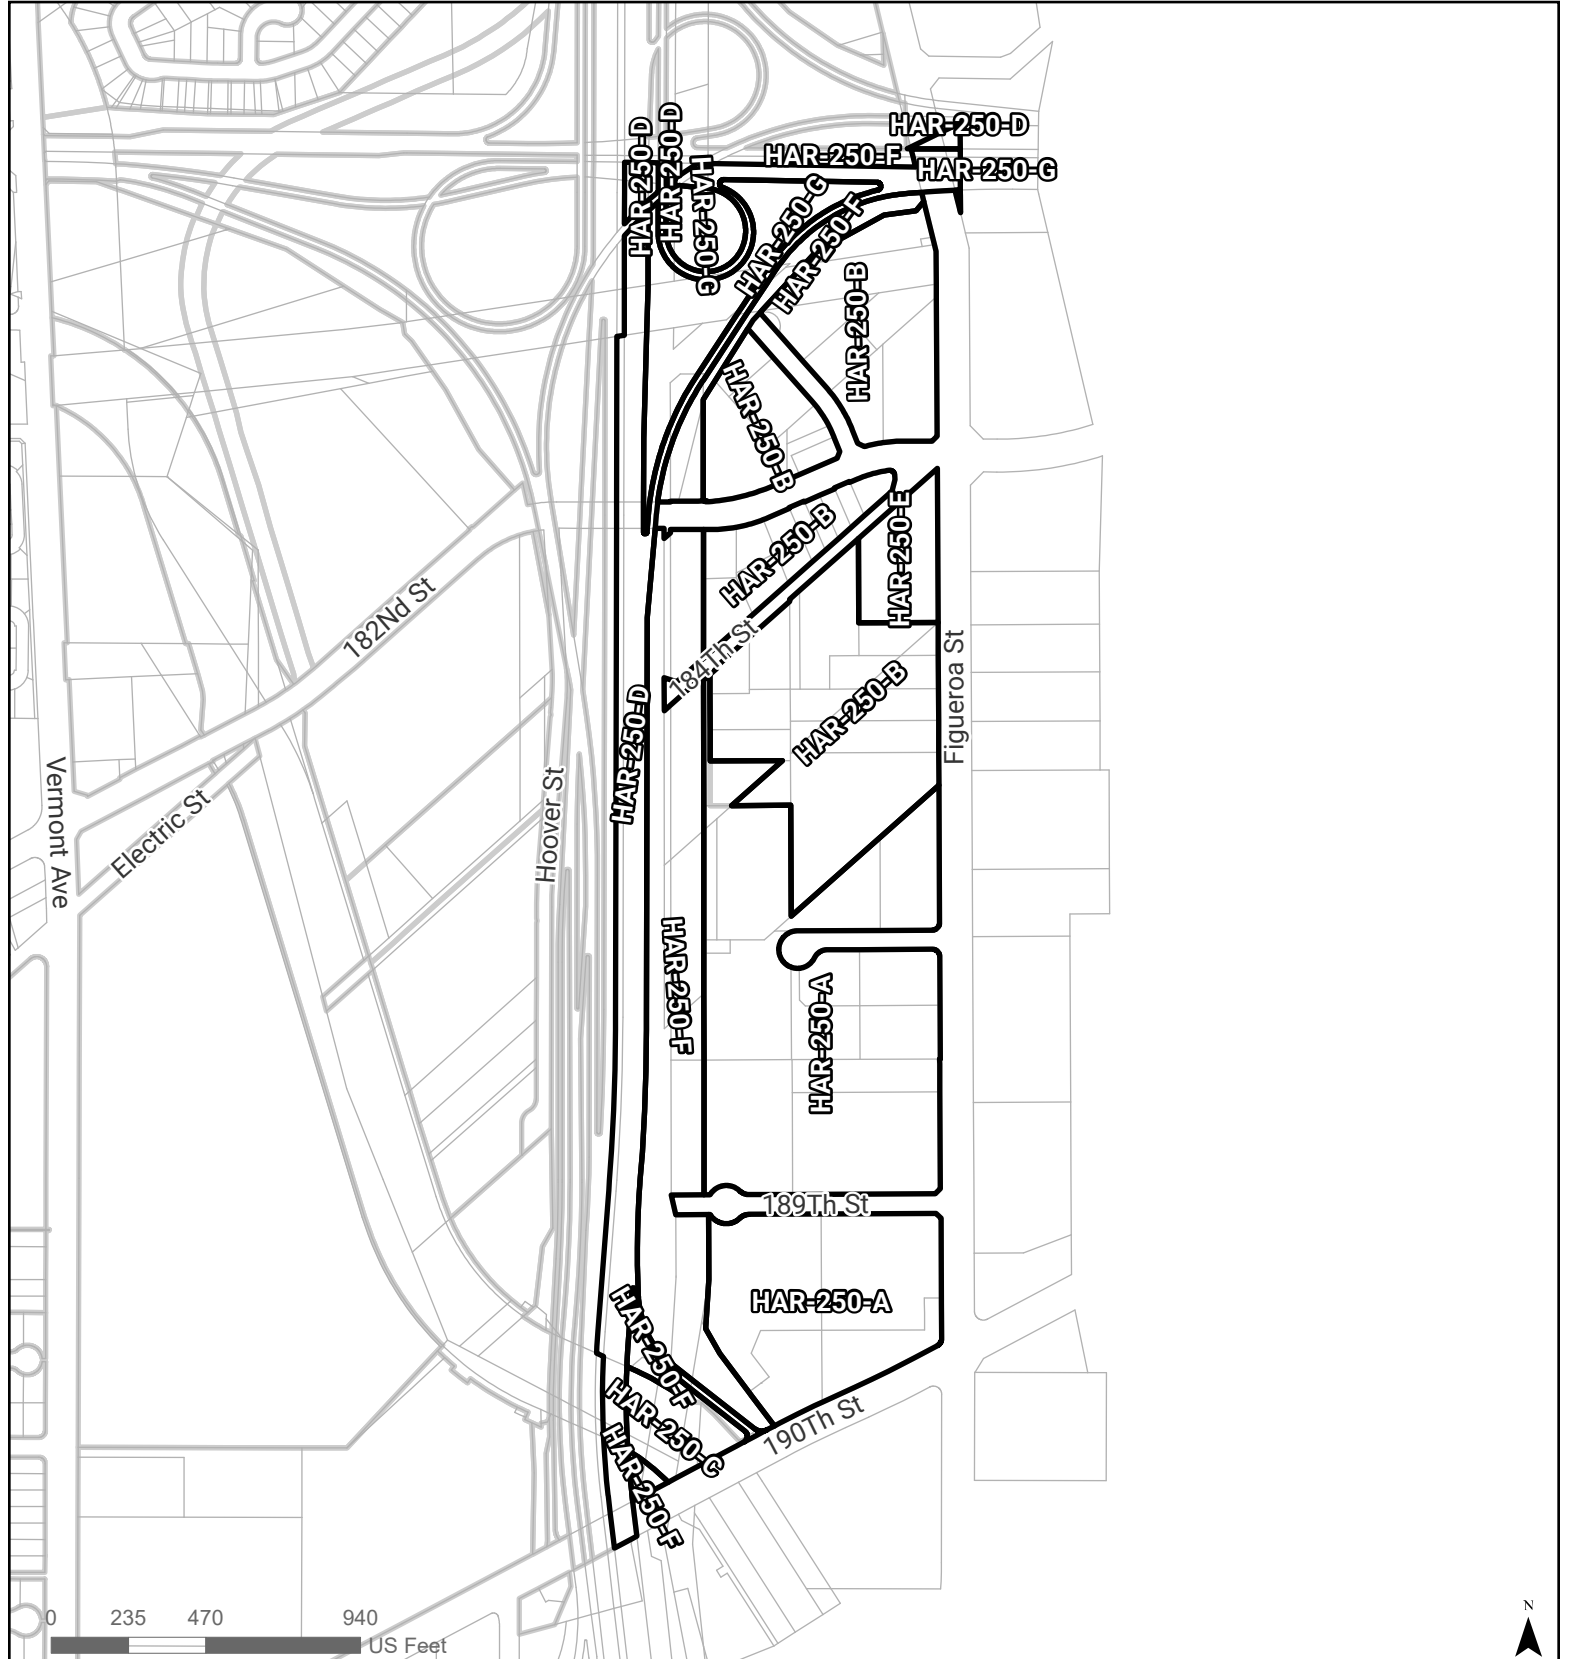 HAR-250-D
HAR-250-D
HAR-250-D
HAR-250-F
HAR-250-G
HAR-250-G
HAR-250-G
HAR-250-F
HAR-250-B
HAR-250-B
HAR-250-B
HAR-250-E
182Nd St
184Th St
Figueroa St
HAR-250-B
HAR-250-D
Vermont Ave
Electric St
Hoover St
HAR-250-F
HAR-250-A
189Th St
HAR-250-A
HAR-250-F
HAR-250-C
190Th St
HAR-250-F
0 235 470 940
US Feet
N